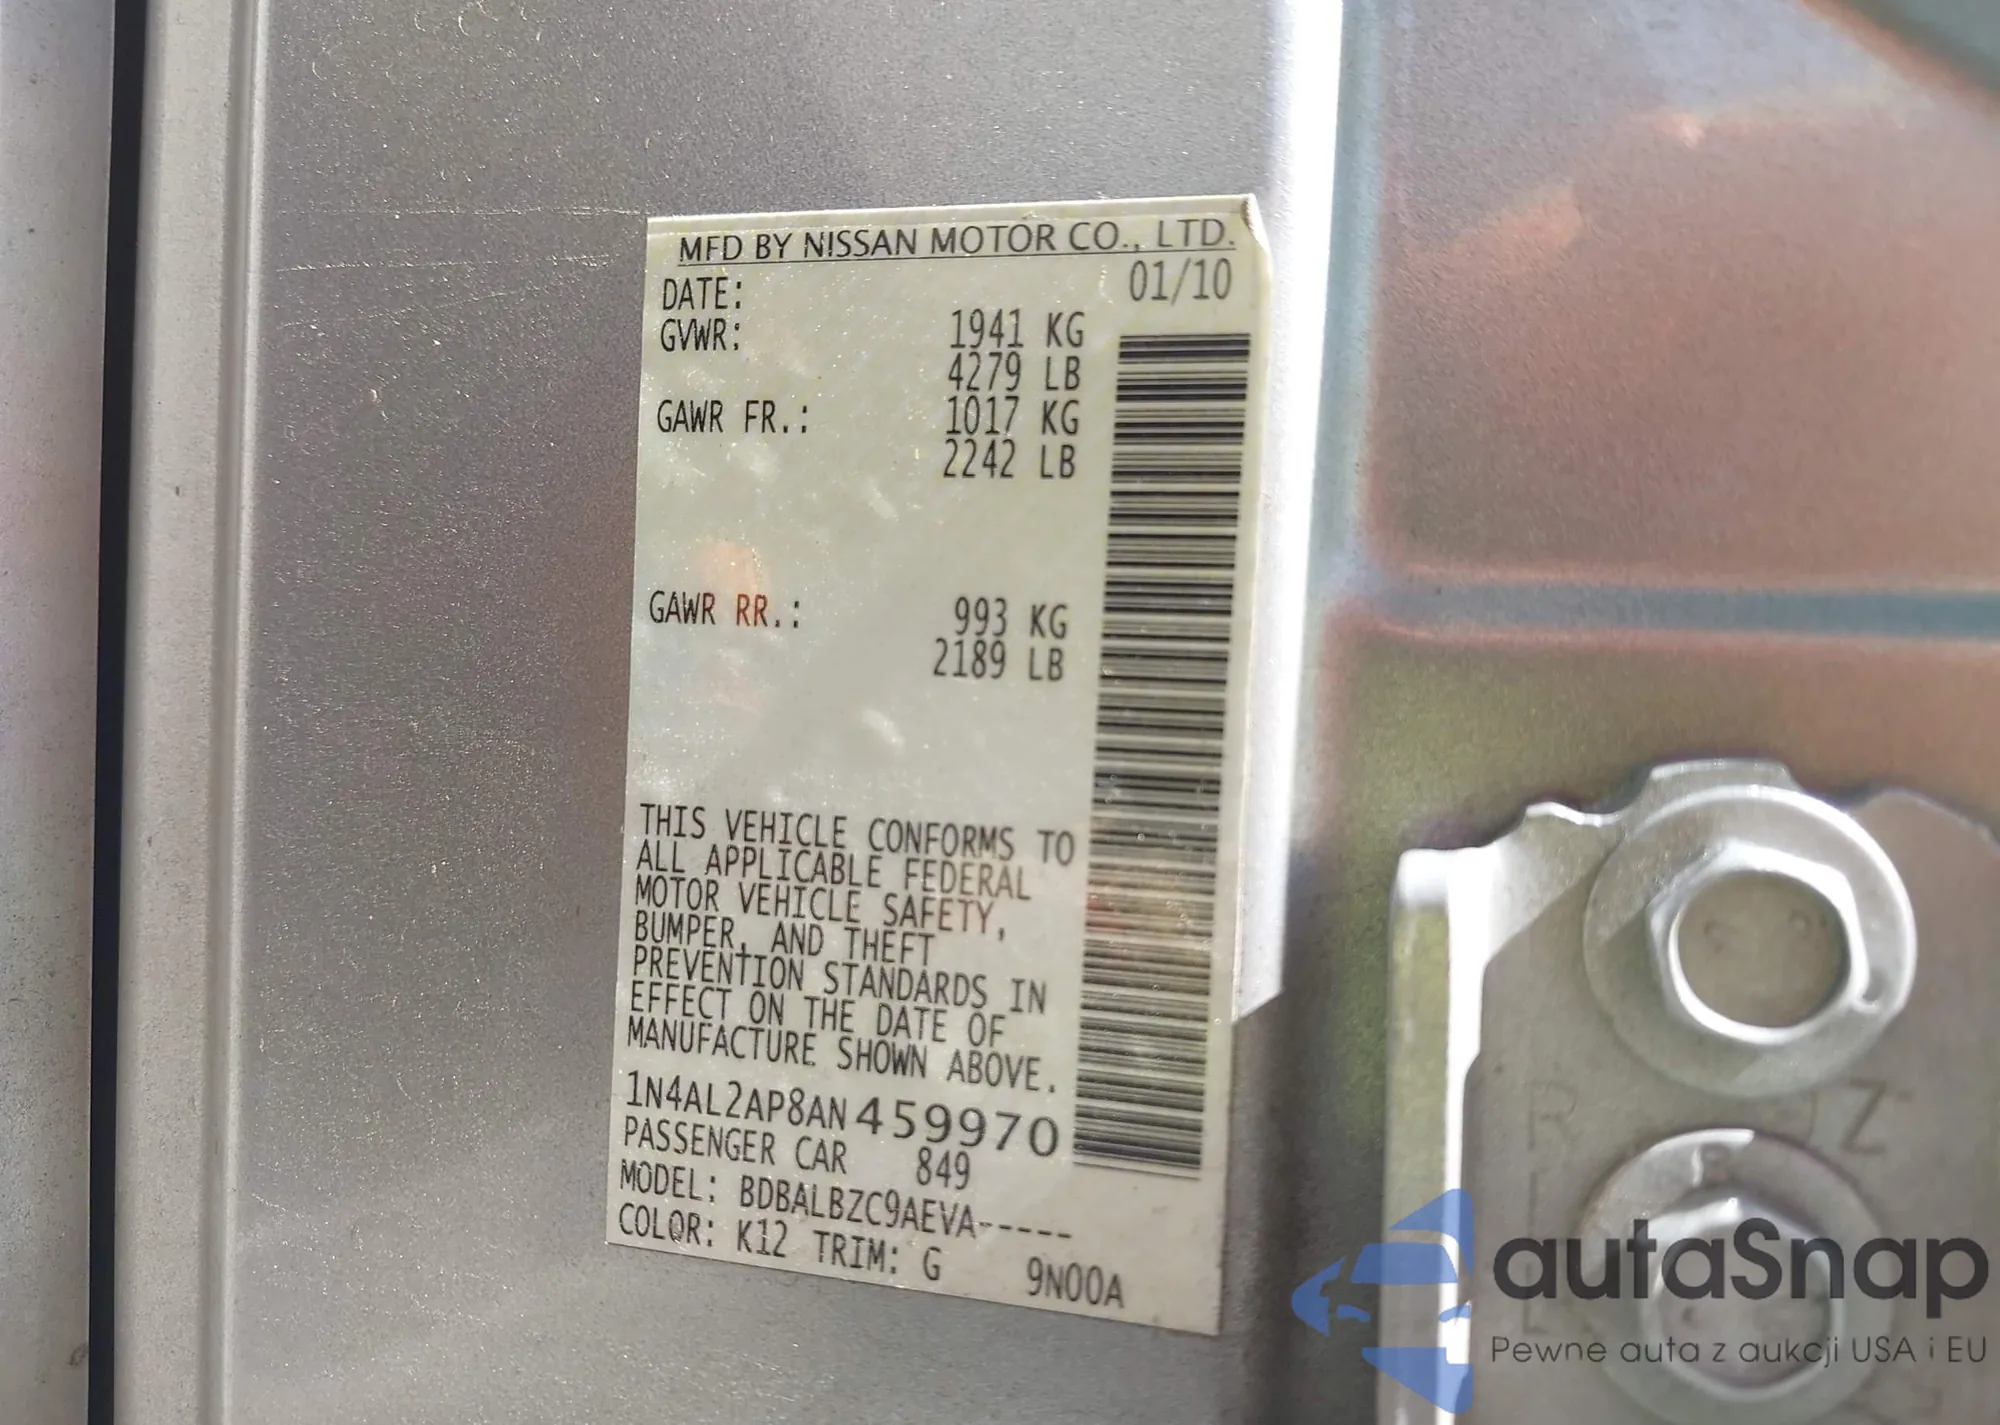 MFD BY NISSAN MOTOR CO., LTD.
DATE: 01/10
GVWR: 1941 KG
4279 LB
GAWR FR.: 1017 KG
2242 LB
GAWR RR.: 993 KG
2189 LB
THIS VEHICLE CONFORMS TO
ALL APPLICABLE FEDERAL
MOTOR VEHICLE SAFETY,
BUMPER, AND THEFT
PREVENTION STANDARDS IN
EFFECT ON THE DATE OF
MANUFACTURE SHOWN ABOVE.
1N4AL2AP8AN459970
PASSENGER CAR 849
MODEL: BDBALBZC9AEVA-----
COLOR: K12 TRIM: G 9N00A
autaSnap
Pewne auta z aukcji USA i EU